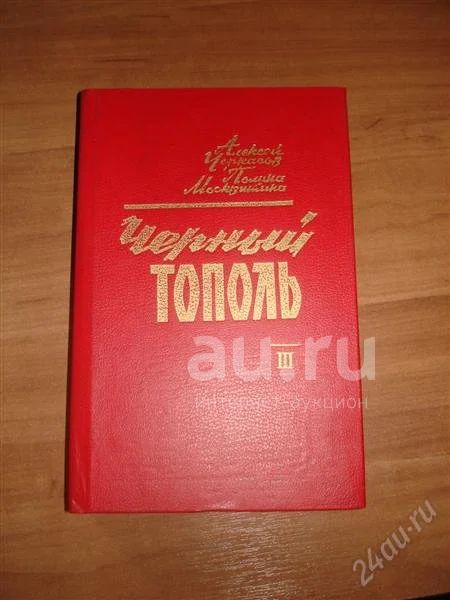 Алексей
Черкасов
Полина
Москвитина
Черный
ТОПОЛЬ
III
au.ru
интернет-аукцион
24au.ru